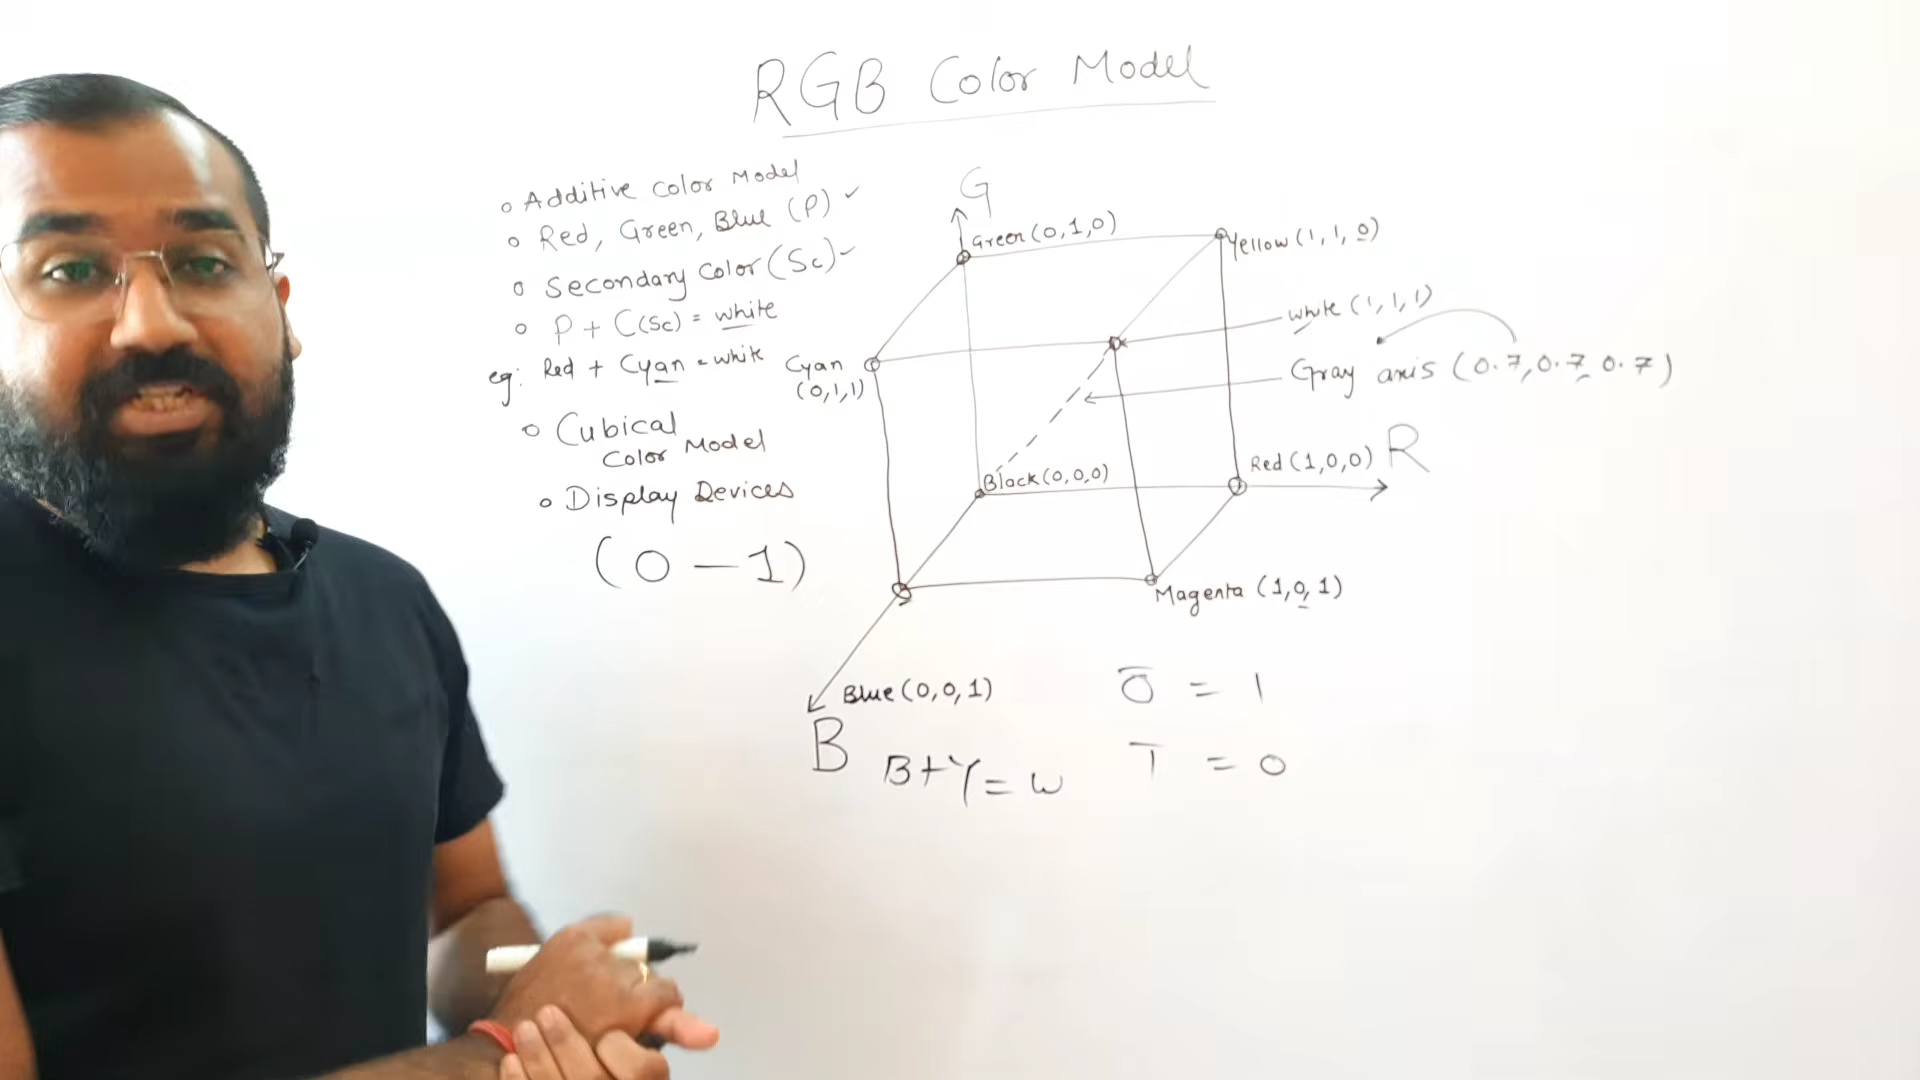 RGB Color Model
o Additive Color Model
o Red, Green, Blue (P) ✓
o Secondary Color (Sc) ✓
o P + C(Sc) = white
eg: Red + Cyan = white
o Cubical
Color Model
o Display Devices
(0 – 1)
G
Green (0,1,0)
Yellow (1, 1, 0)
white (1, 1, 1)
Cyan
(0,1,1)
Gray axis (0.7, 0.7, 0.7)
Black (0,0,0)
Red (1,0,0) R
Magenta (1,0,1)
Blue (0,0,1)
B
B+Y = W
0̅ = 1
1̅ = 0